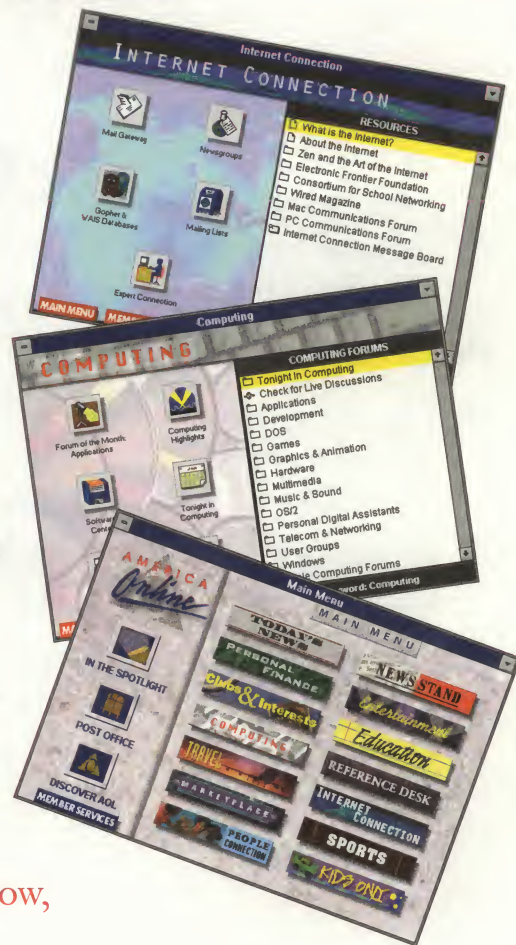 Internet Connection
INTERNET CONNECTION
Mail Gateway
Newsgroups
Gopher &
WAIS Databases
Mailing Lists
Expert Connection
MAIN MENU
RESOURCES
What is the Internet?
About the Internet
Zen and the Art of the Internet
Electronic Frontier Foundation
Consortium for School Networking
Wired Magazine
Mac Communications Forum
PC Communications Forum
Internet Connection Message Board
Computing
COMPUTING
Forum of the Month:
Applications
Computing
Highlights
Tonight in
Computing
COMPUTING FORUMS
Tonight In Computing
Check for Live Discussions
Applications
Development
DOS
Games
Graphics & Animation
Hardware
Multimedia
Music & Sound
OS/2
Personal Digital Assistants
Telecom & Networking
User Groups
Windows
Computing Forums
Computing
Main Menu
AMERICA
Online
IN THE SPOTLIGHT
POST OFFICE
DISCOVER AOL
MEMBER SERVICES
MAIN MENU
TODAY'S
NEWS
PERSONAL
FINANCE
Clubs & Interests
COMPUTING
TRAVEL
MARKETPLACE
PEOPLE
CONNECTION
NEWSSTAND
Entertainment
Education
REFERENCE DESK
INTERNET
CONNECTION
SPORTS
KIDS ONLY
ow,